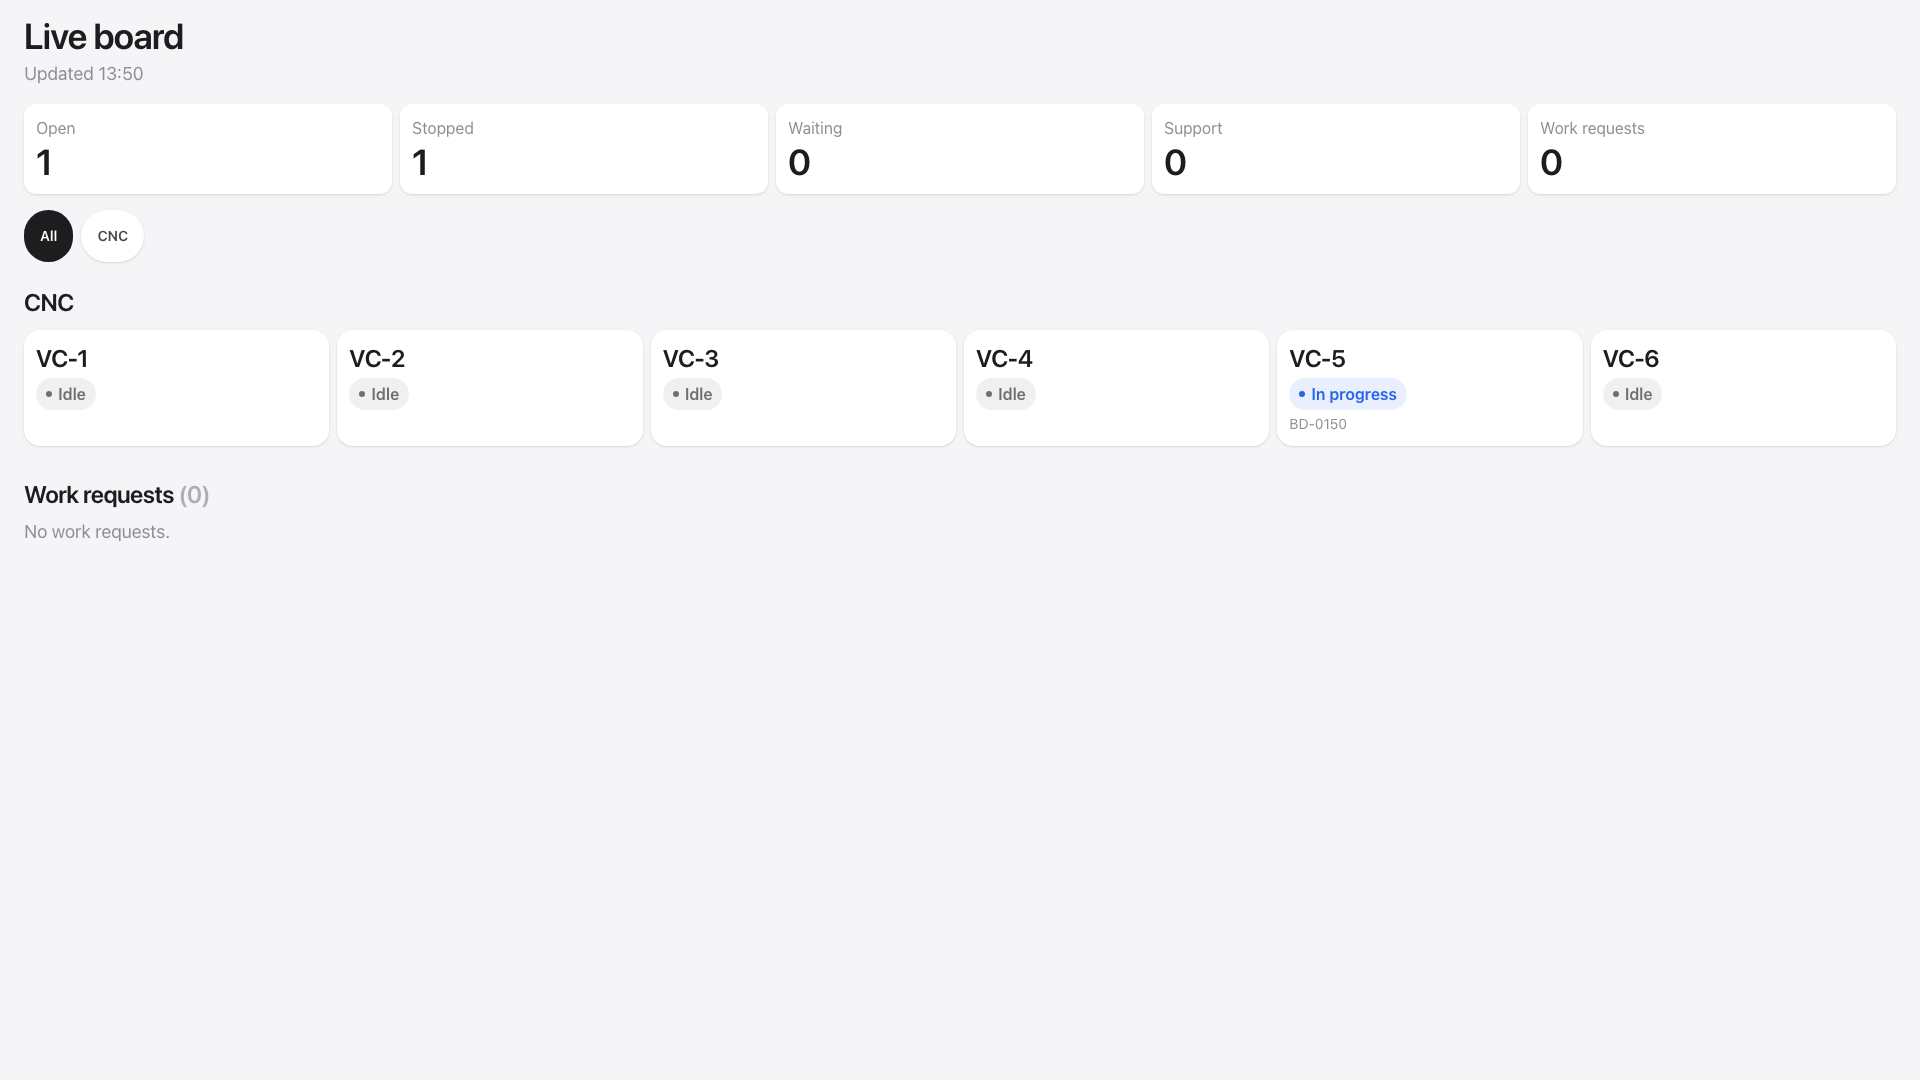 Live board
Updated 13:50
Open
1
Stopped
1
Waiting
0
Support
0
Work requests
0
All
CNC
CNC
VC-1
Idle
VC-2
Idle
VC-3
Idle
VC-4
Idle
VC-5
In progress
BD-0150
VC-6
Idle
Work requests (0)
No work requests.